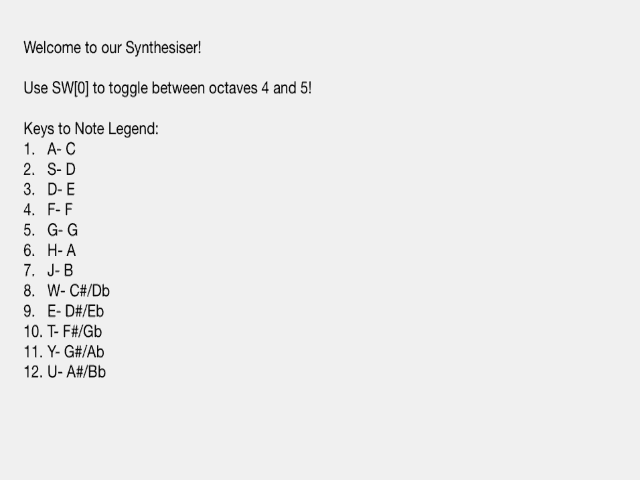 Welcome to our Synthesiser!
Use SW[0] to toggle between octaves 4 and 5!
Keys to Note Legend:
1. A- C
2. S- D
3. D- E
4. F- F
5. G- G
6. H- A
7. J- B
8. W- C#/Db
9. E- D#/Eb
10. T- F#/Gb
11. Y- G#/Ab
12. U- A#/Bb